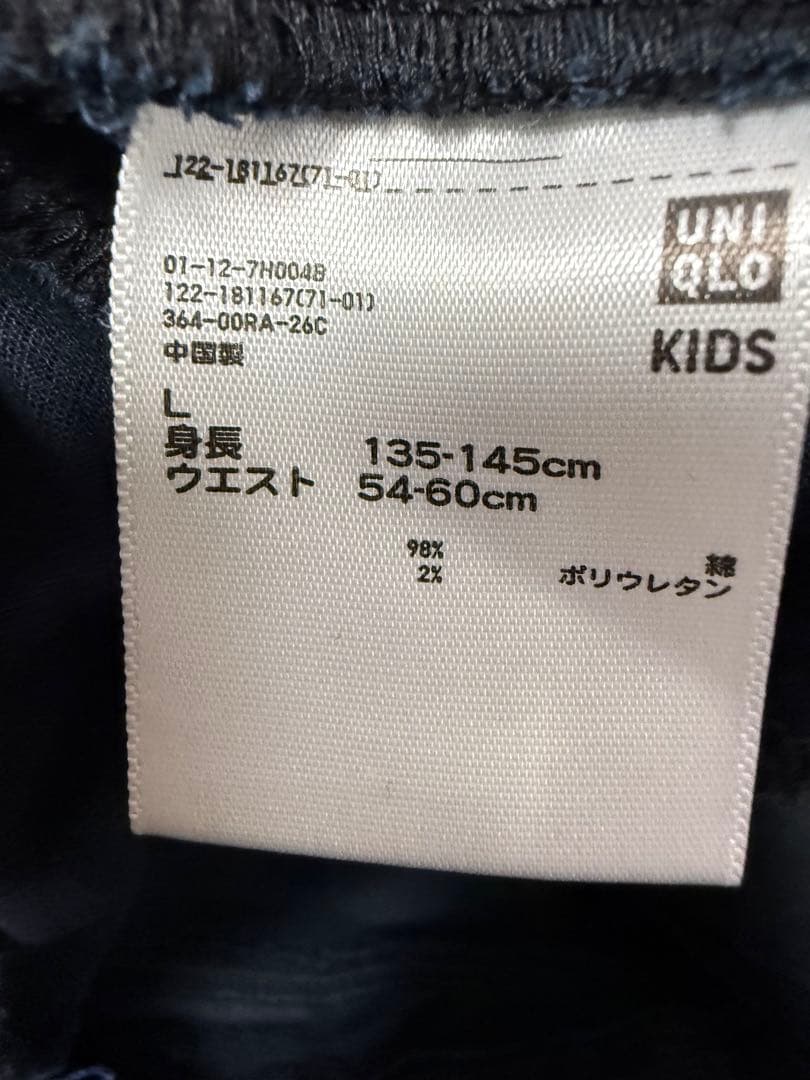 122-181167(71-01)
UNI
QLO
KIDS
01-12-7H004B
122-181167(71-01)
364-00RA-26C
中国製
L
身長 135-145cm
ウエスト 54-60cm
98% 綿
2% ポリウレタン